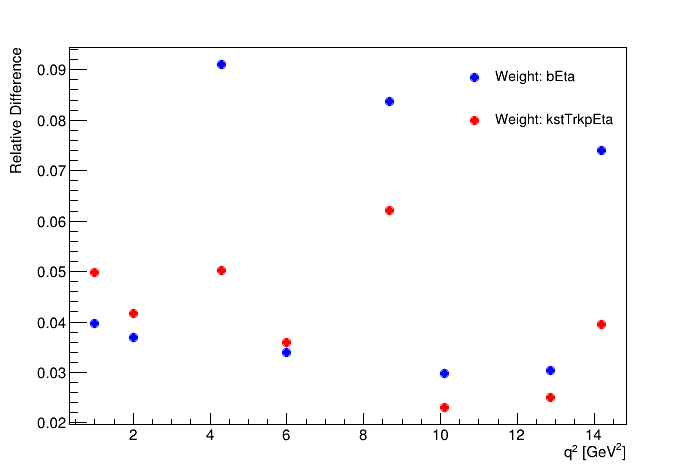 Relative Difference
0.09
0.08
0.07
0.06
0.05
0.04
0.03
0.02
Weight: bEta
Weight: kstTrkpEta
2 4 6 8 10 12 14
q² [GeV²]